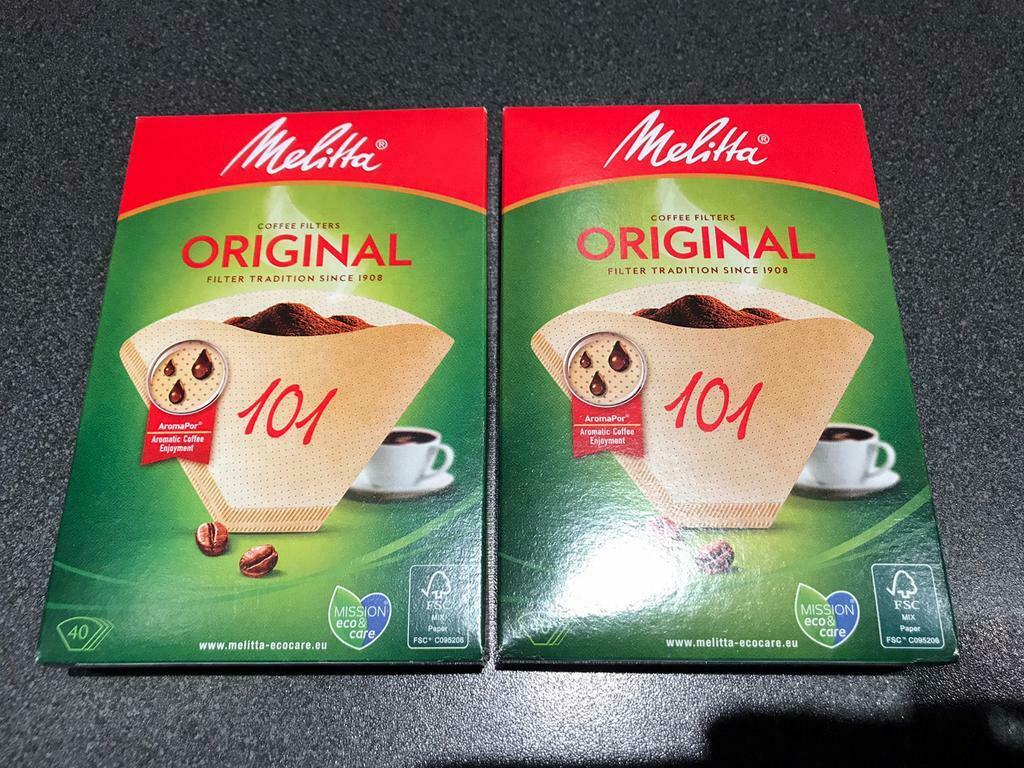 Melitta®
COFFEE FILTERS
ORIGINAL
FILTER TRADITION SINCE 1908
101
AromaPor®
Aromatic Coffee
Enjoyment
40
www.melitta-ecocare.eu
MISSION
eco&
care
FSC
MIX
Paper
FSC™ C095206
Melitta®
COFFEE FILTERS
ORIGINAL
FILTER TRADITION SINCE 1908
101
AromaPor®
Aromatic Coffee
Enjoyment
www.melitta-ecocare.eu
MISSION
eco&
care
FSC
MIX
Paper
FSC™ C095206